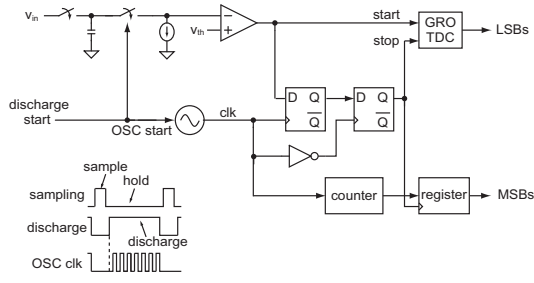 start
GRO
TDC
LSBs
stop
vin
vth
−
+
discharge
start
OSC start
clk
D Q
Q
D Q
Q
counter
register
MSBs
sample
hold
sampling
discharge
discharge
OSC clk